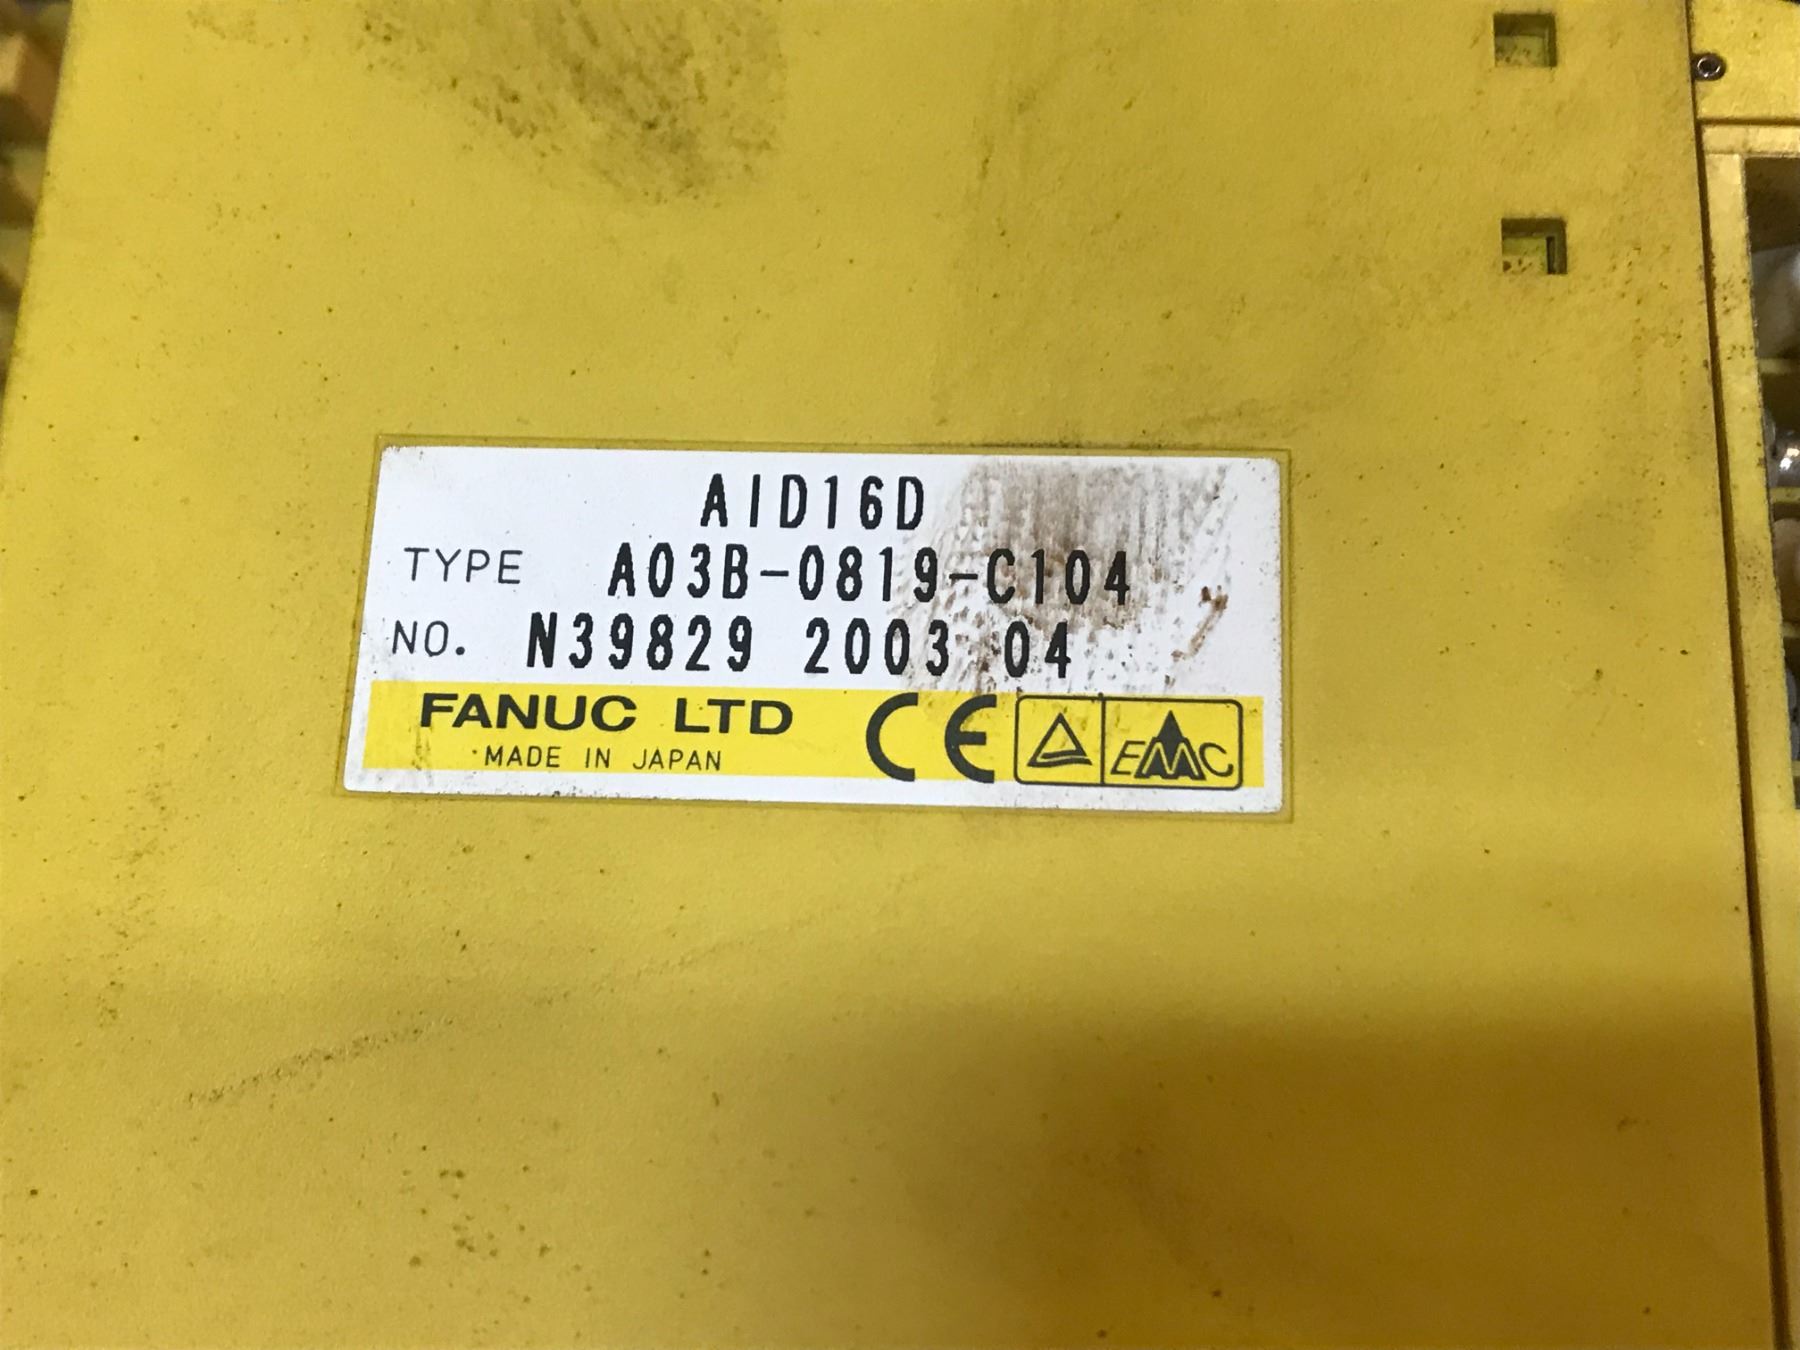 AID16D
TYPE A03B-0819-C104
NO. N39829 2003 04
FANUC LTD CE EMC
MADE IN JAPAN